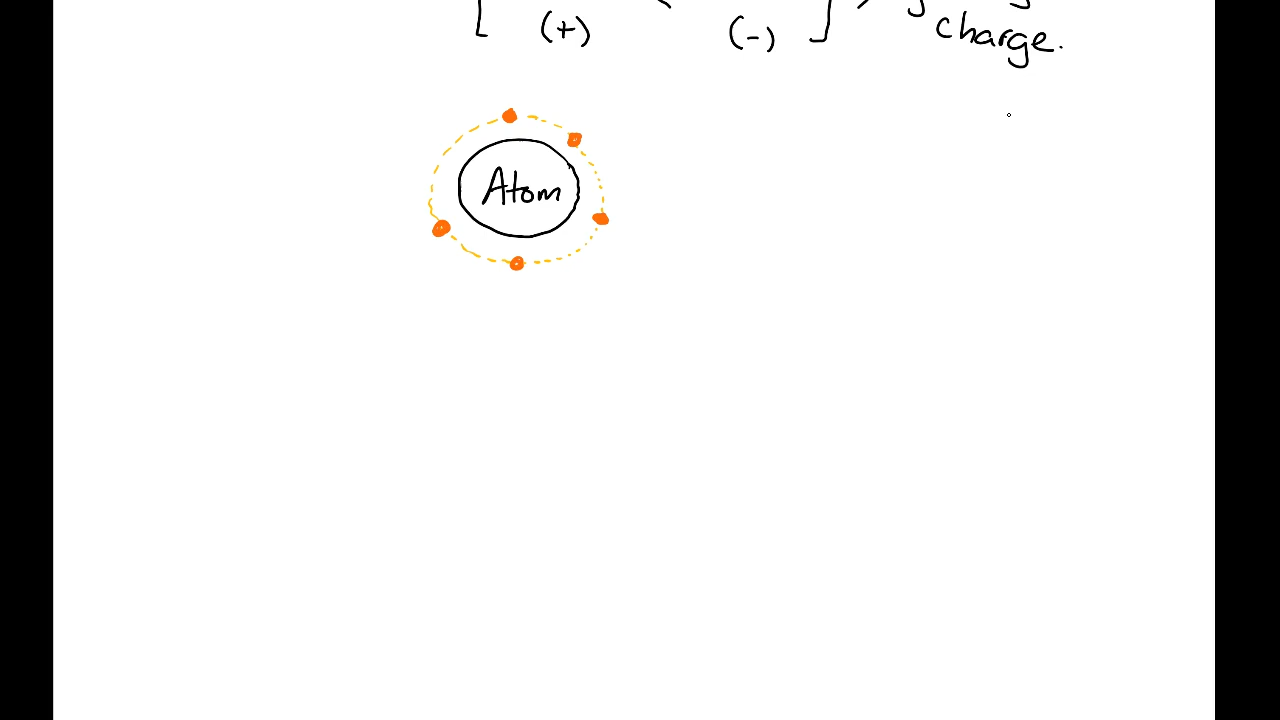 [ (+) (-) ]
charge.
Atom